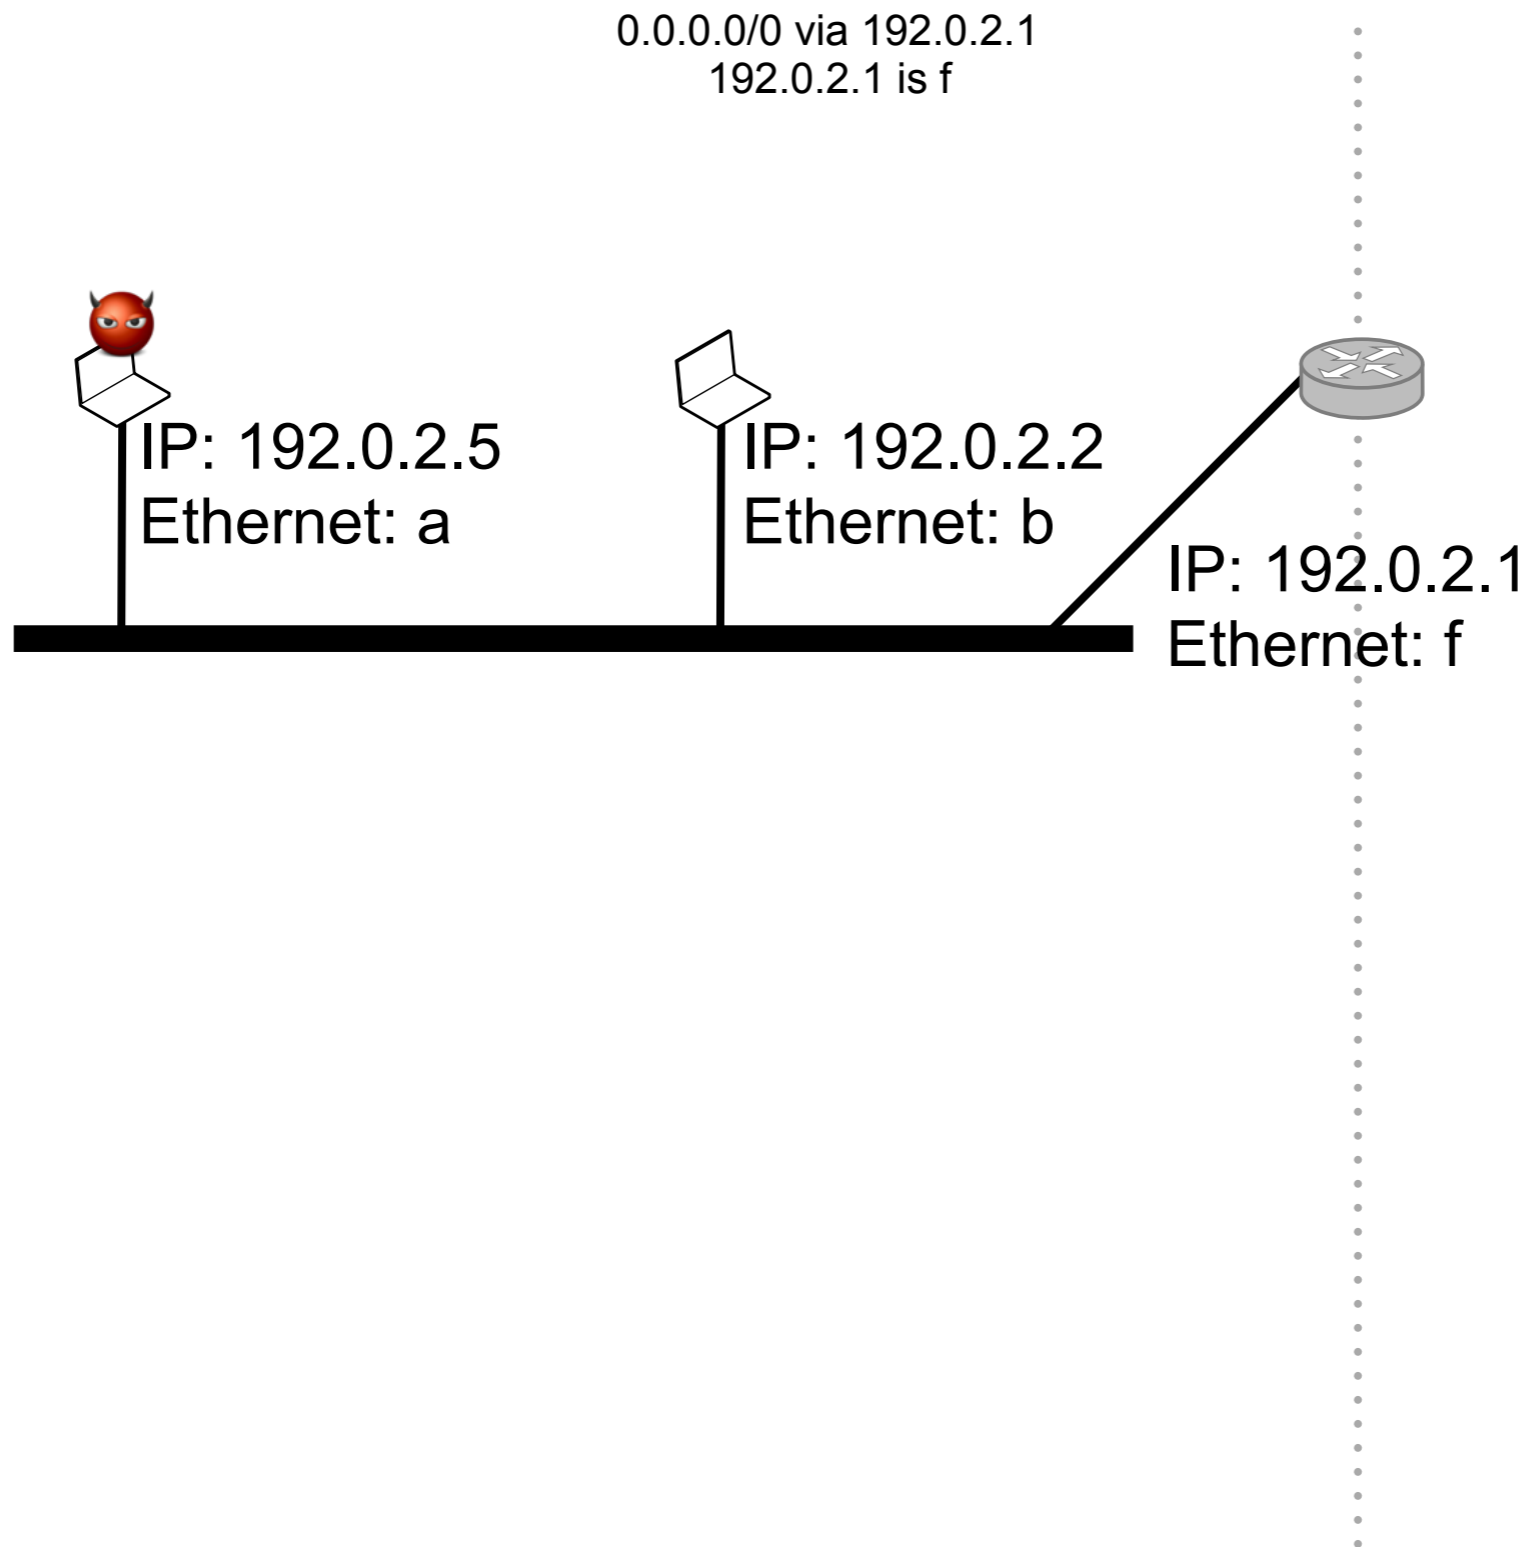 0.0.0.0/0 via 192.0.2.1
192.0.2.1 is f
IP: 192.0.2.5
Ethernet: a
IP: 192.0.2.2
Ethernet: b
IP: 192.0.2.1
Ethernet: f